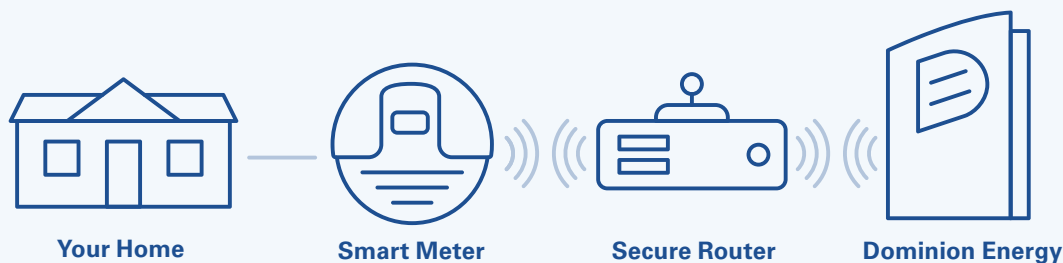 Your Home
Smart Meter
Secure Router
Dominion Energy